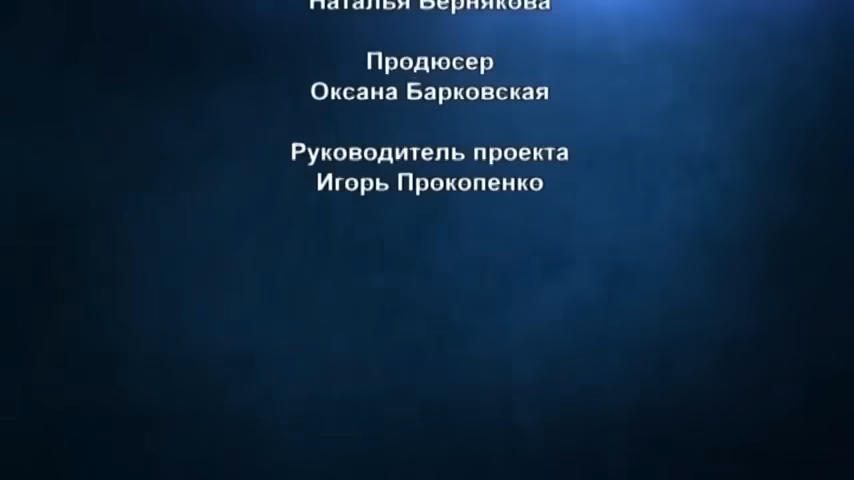 Наталья Бернякова
Продюсер
Оксана Барковская
Руководитель проекта
Игорь Прокопенко